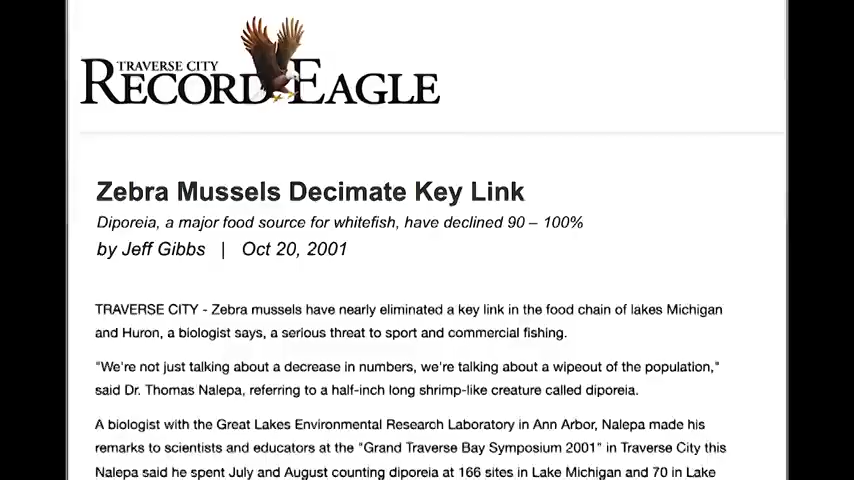 TRAVERSE CITY
RECORD EAGLE
Zebra Mussels Decimate Key Link
Diporeia, a major food source for whitefish, have declined 90 – 100%
by Jeff Gibbs | Oct 20, 2001
TRAVERSE CITY - Zebra mussels have nearly eliminated a key link in the food chain of lakes Michigan
and Huron, a biologist says, a serious threat to sport and commercial fishing.
"We're not just talking about a decrease in numbers, we're talking about a wipeout of the population,"
said Dr. Thomas Nalepa, referring to a half-inch long shrimp-like creature called diporeia.
A biologist with the Great Lakes Environmental Research Laboratory in Ann Arbor, Nalepa made his
remarks to scientists and educators at the "Grand Traverse Bay Symposium 2001" in Traverse City this
Nalepa said he spent July and August counting diporeia at 166 sites in Lake Michigan and 70 in Lake